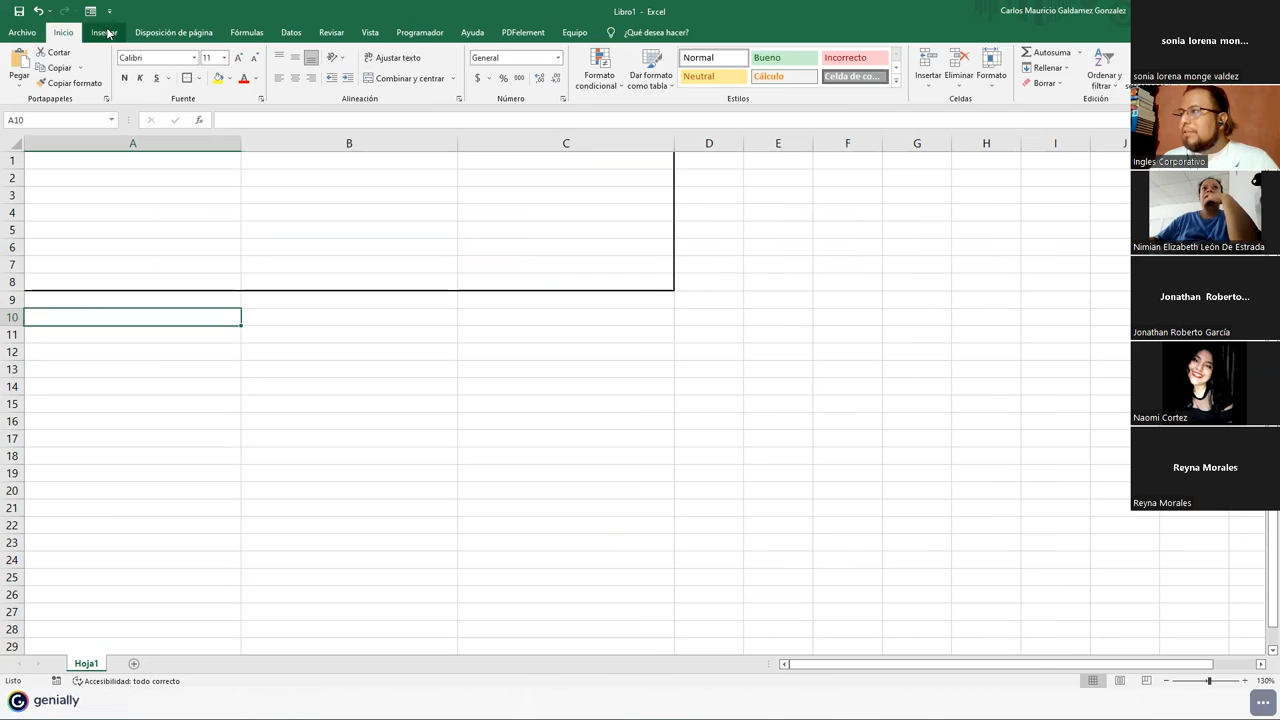 Libro1 - Excel
Carlos Mauricio Galdamez Gonzalez
Archivo Inicio Insertar Disposición de página Fórmulas Datos Revisar Vista Programador Ayuda PDFelement Equipo ¿Qué desea hacer?
Pegar
Cortar
Copiar
Copiar formato
Portapapeles
Calibri 11
N K S
Fuente
Ajustar texto
Combinar y centrar
Alineación
General
$ % 000
Número
Formato condicional
Dar formato como tabla
Normal Bueno Incorrecto
Neutral Cálculo Celda de co...
Estilos
Insertar Eliminar Formato
Celdas
Autosuma
Rellenar
Borrar
Ordenar y
Edición
A10
fx
A B C D E F G H I J
1
2
3
4
5
6
7
8
9
10
11
12
13
14
15
16
17
18
19
20
21
22
23
24
25
26
27
28
29
sonia lorena mon...
sonia lorena monge valdez
Ingles Corporativo
Nimian Elizabeth León De Estrada
Jonathan Roberto...
Jonathan Roberto García
Naomi Cortez
Reyna Morales
Reyna Morales
Hoja1
Listo
Accesibilidad: todo correcto
130%
genially